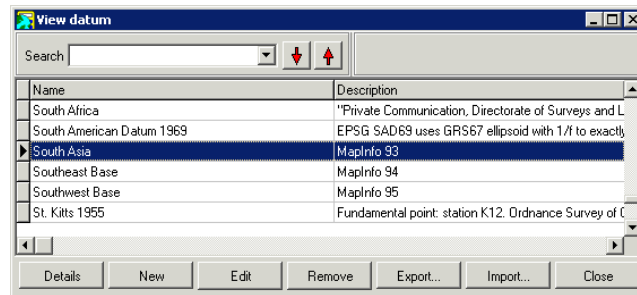 View datum
Search
Name Description
South Africa "Private Communication, Directorate of Surveys and L
South American Datum 1969 EPSG SAD69 uses GRS67 ellipsoid with 1/f to exactly
South Asia MapInfo 93
Southeast Base MapInfo 94
Southwest Base MapInfo 95
St. Kitts 1955 Fundamental point: station K12. Ordnance Survey of
Details New Edit Remove Export... Import... Close